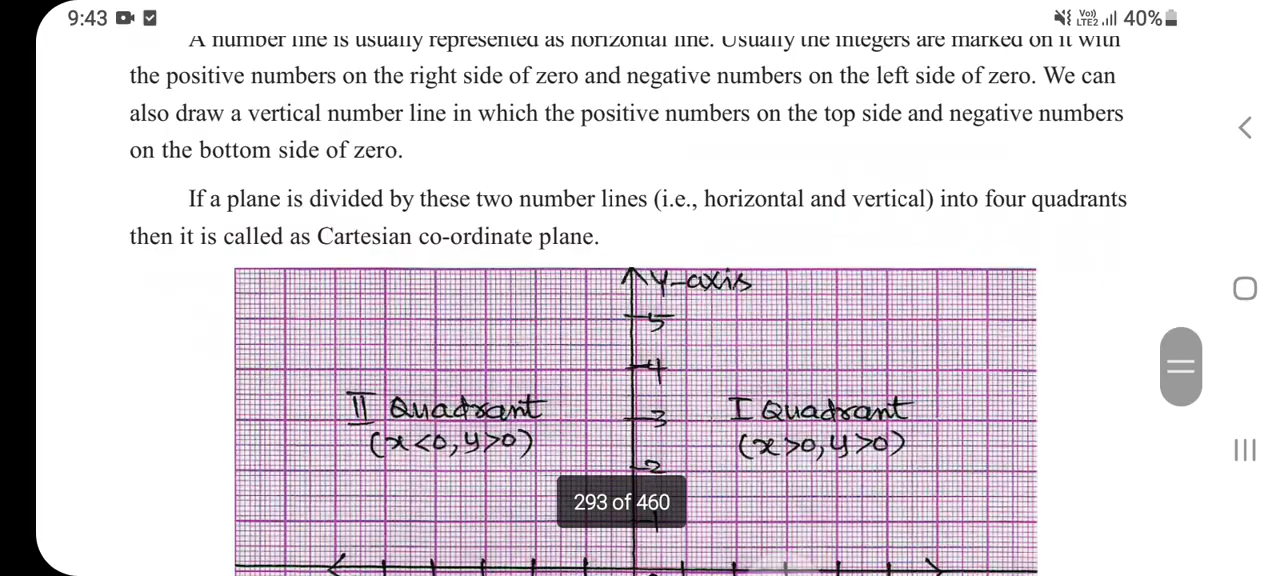 9:43
Vo)) LTE2 40%
A number line is usually represented as horizontal line. Usually the integers are marked on it with
the positive numbers on the right side of zero and negative numbers on the left side of zero. We can
also draw a vertical number line in which the positive numbers on the top side and negative numbers
on the bottom side of zero.
If a plane is divided by these two number lines (i.e., horizontal and vertical) into four quadrants
then it is called as Cartesian co-ordinate plane.
Y-axis
5
4
II Quadrant
I Quadrant
3
(x<0, y>0)
(x>0, y>0)
2
293 of 460
1